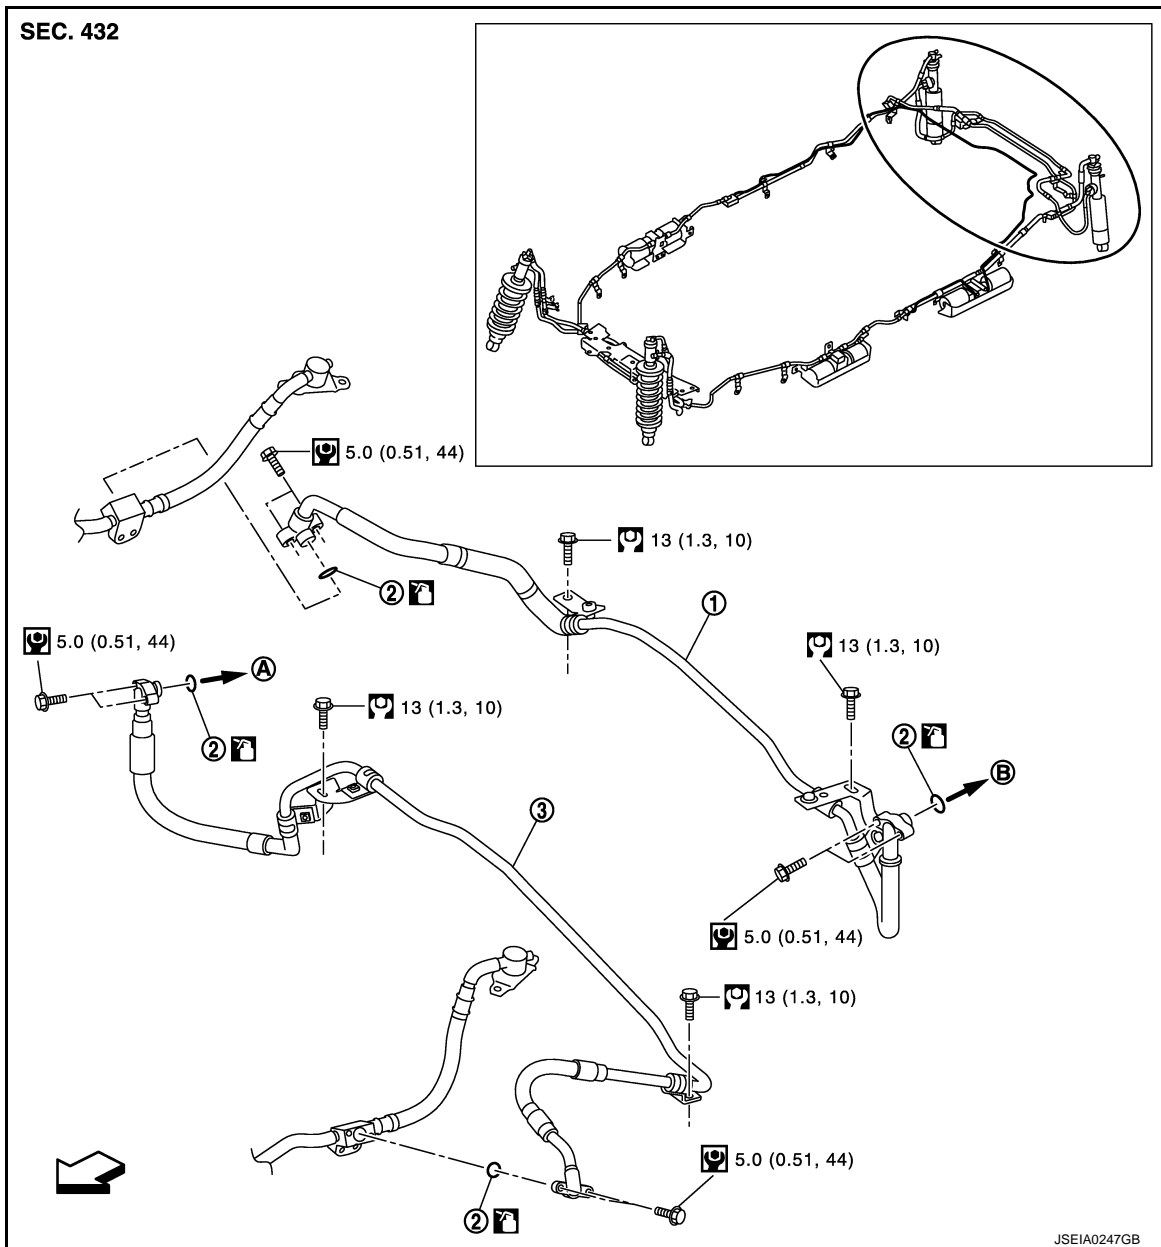 SEC. 432
5.0 (0.51, 44)
13 (1.3, 10)
2
1
5.0 (0.51, 44)
13 (1.3, 10)
A
13 (1.3, 10)
2
2
B
3
5.0 (0.51, 44)
13 (1.3, 10)
5.0 (0.51, 44)
2
JSEIA0247GB